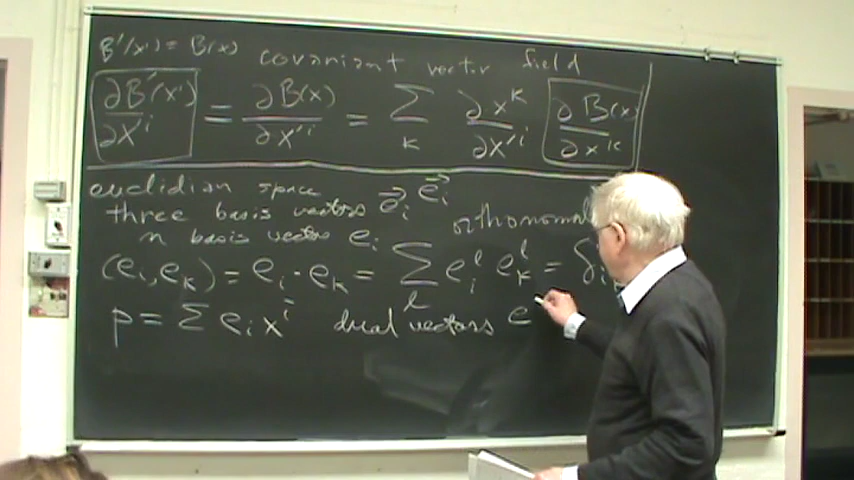 B'(x') = B(x) covariant vector field
∂B'(x')/∂x'^i = ∂B(x)/∂x'^i = Σ_k ∂x^k/∂x'^i ∂B(x)/∂x^k
euclidian space
three basis vectors e⃗_i e⃗_i
n basis vectors e_i orthonormal
(e_i, e_k) = e_i · e_k = Σ_l e_i^l e_k^l = δ_i
p = Σ e_i x^i dual vectors e